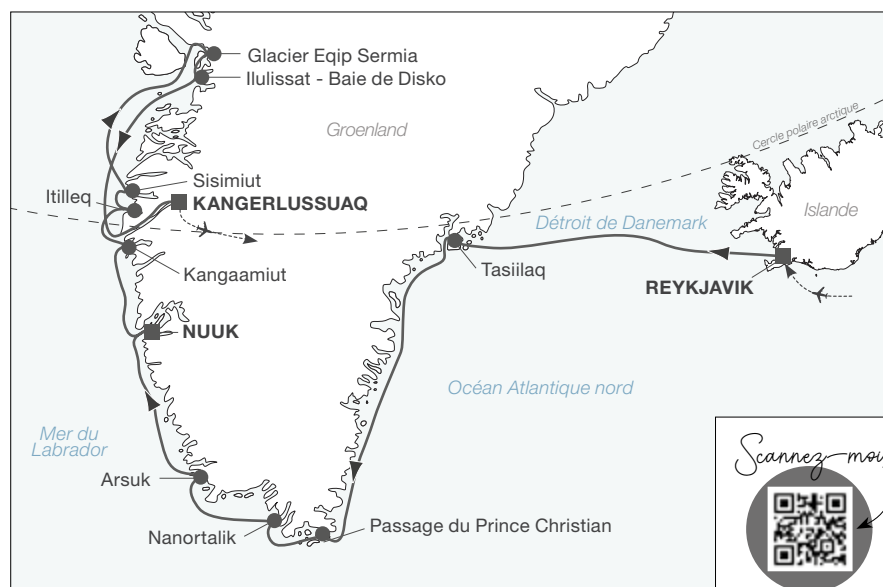 Glacier Eqip Sermia
Ilulissat - Baie de Disko
Groenland
Cercle polaire arctique
Sisimiut
Itilleq
KANGERLUSSUAQ
Islande
Détroit de Danemark
Tasiilaq
Kangaamiut
REYKJAVIK
NUUK
Océan Atlantique nord
Mer du
Labrador
Scannez-moi
Arsuk
Passage du Prince Christian
Nanortalik